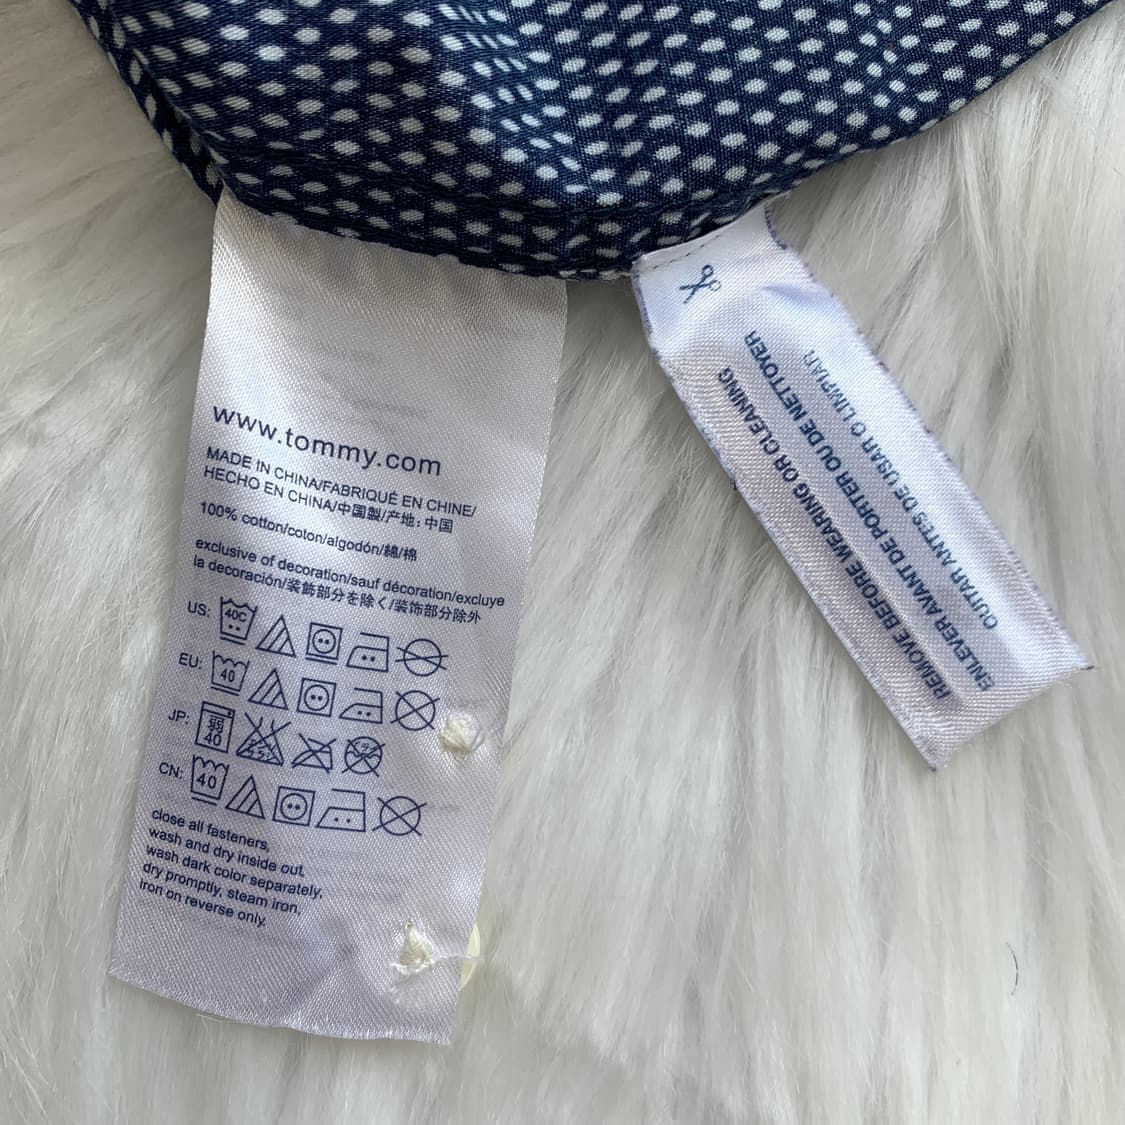 www.tommy.com
MADE IN CHINA/FABRIQUÉ EN CHINE/
HECHO EN CHINA/中国製/产地: 中国
100% cotton/coton/algodón/綿/棉
exclusive of decoration/sauf décoration/excluye
la decoración/装飾部分を除く/装饰部分除外
US: 40C
EU: 40
JP: 40
CN: 40
close all fasteners,
wash and dry inside out,
wash dark color separately,
dry promptly, steam iron,
iron on reverse only.
REMOVE BEFORE WEARING OR CLEANING
ENLEVER AVANT DE PORTER OU DE NETTOYER
QUITAR ANTES DE USAR O LIMPIAR